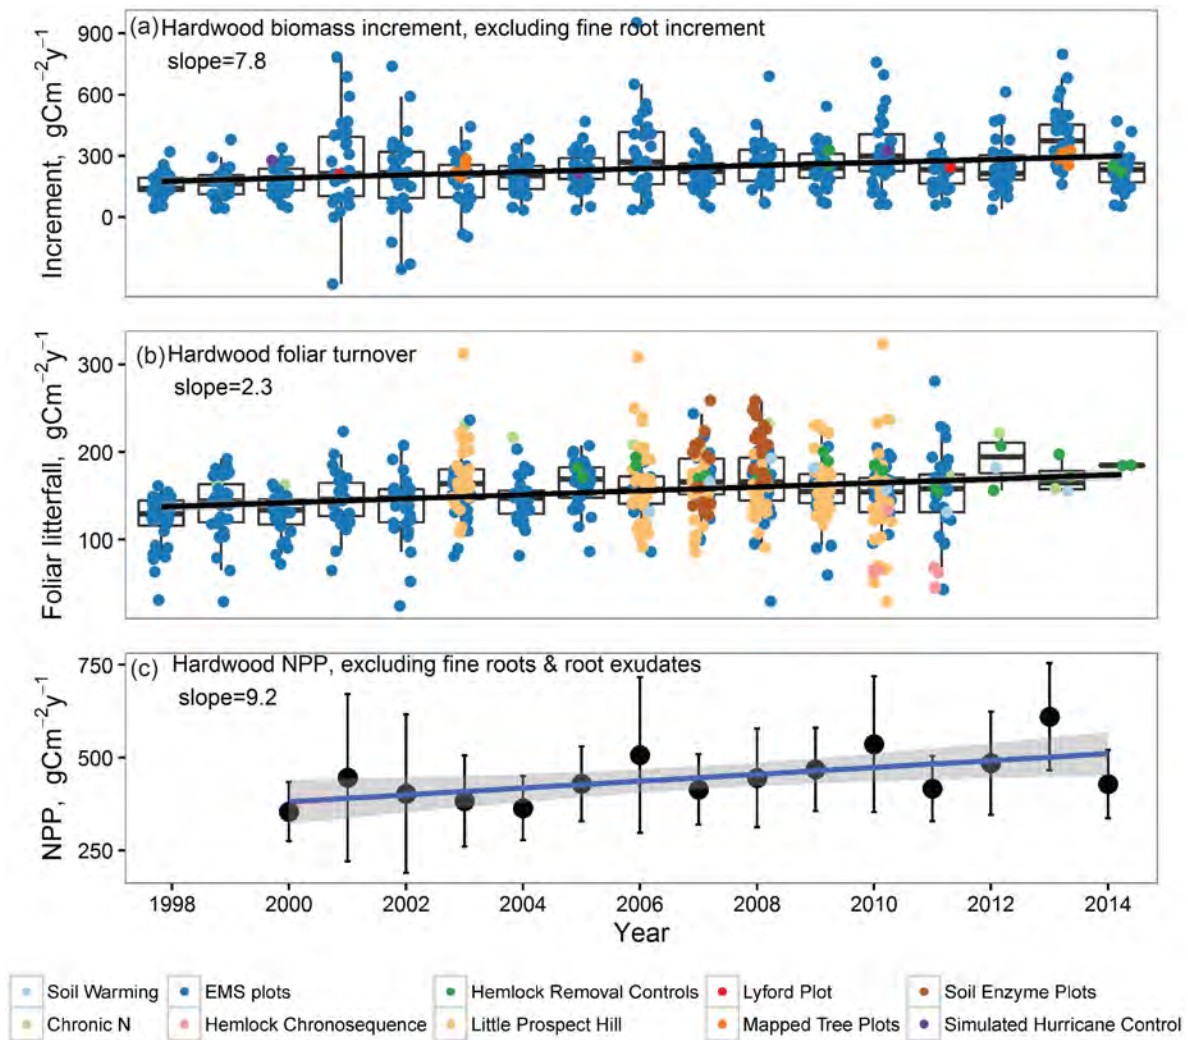 (a) Hardwood biomass increment, excluding fine root increment
slope=7.8
Increment, gCm⁻²y⁻¹
900
600
300
0
(b) Hardwood foliar turnover
slope=2.3
Foliar litterfall, gCm⁻²y⁻¹
300
200
100
(c) Hardwood NPP, excluding fine roots & root exudates
slope=9.2
NPP, gCm⁻²y⁻¹
750
500
250
1998 2000 2002 2004 2006 2008 2010 2012 2014
Year
Soil Warming EMS plots Hemlock Removal Controls Lyford Plot Soil Enzyme Plots
Chronic N Hemlock Chronosequence Little Prospect Hill Mapped Tree Plots Simulated Hurricane Control